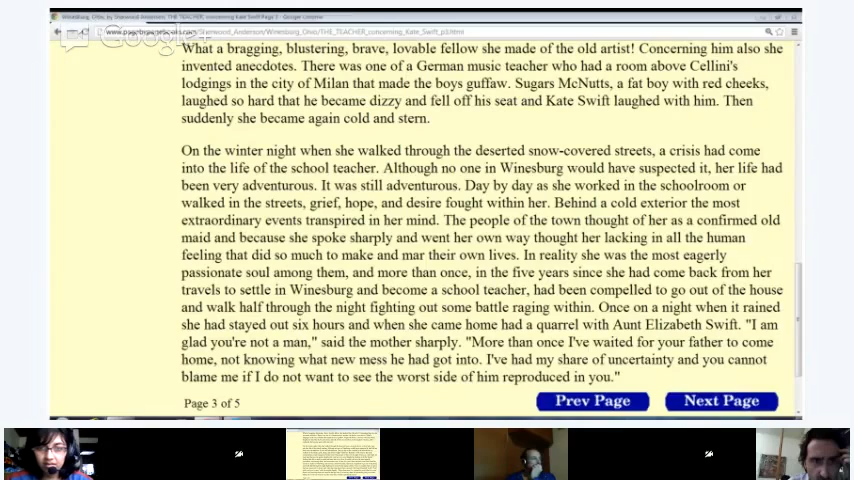 Winesburg, Ohio, by Sherwood Anderson: THE TEACHER, concerning Kate Swift Page 3 - Google Chrome
Google+
What a bragging, blustering, brave, lovable fellow she made of the old artist! Concerning him also she
invented anecdotes. There was one of a German music teacher who had a room above Cellini's
lodgings in the city of Milan that made the boys guffaw. Sugars McNutts, a fat boy with red cheeks,
laughed so hard that he became dizzy and fell off his seat and Kate Swift laughed with him. Then
suddenly she became again cold and stern.
On the winter night when she walked through the deserted snow-covered streets, a crisis had come
into the life of the school teacher. Although no one in Winesburg would have suspected it, her life had
been very adventurous. It was still adventurous. Day by day as she worked in the schoolroom or
walked in the streets, grief, hope, and desire fought within her. Behind a cold exterior the most
extraordinary events transpired in her mind. The people of the town thought of her as a confirmed old
maid and because she spoke sharply and went her own way thought her lacking in all the human
feeling that did so much to make and mar their own lives. In reality she was the most eagerly
passionate soul among them, and more than once, in the five years since she had come back from her
travels to settle in Winesburg and become a school teacher, had been compelled to go out of the house
and walk half through the night fighting out some battle raging within. Once on a night when it rained
she had stayed out six hours and when she came home had a quarrel with Aunt Elizabeth Swift. "I am
glad you're not a man," said the mother sharply. "More than once I've waited for your father to come
home, not knowing what new mess he had got into. I've had my share of uncertainty and you cannot
blame me if I do not want to see the worst side of him reproduced in you."
Page 3 of 5
Prev Page
Next Page